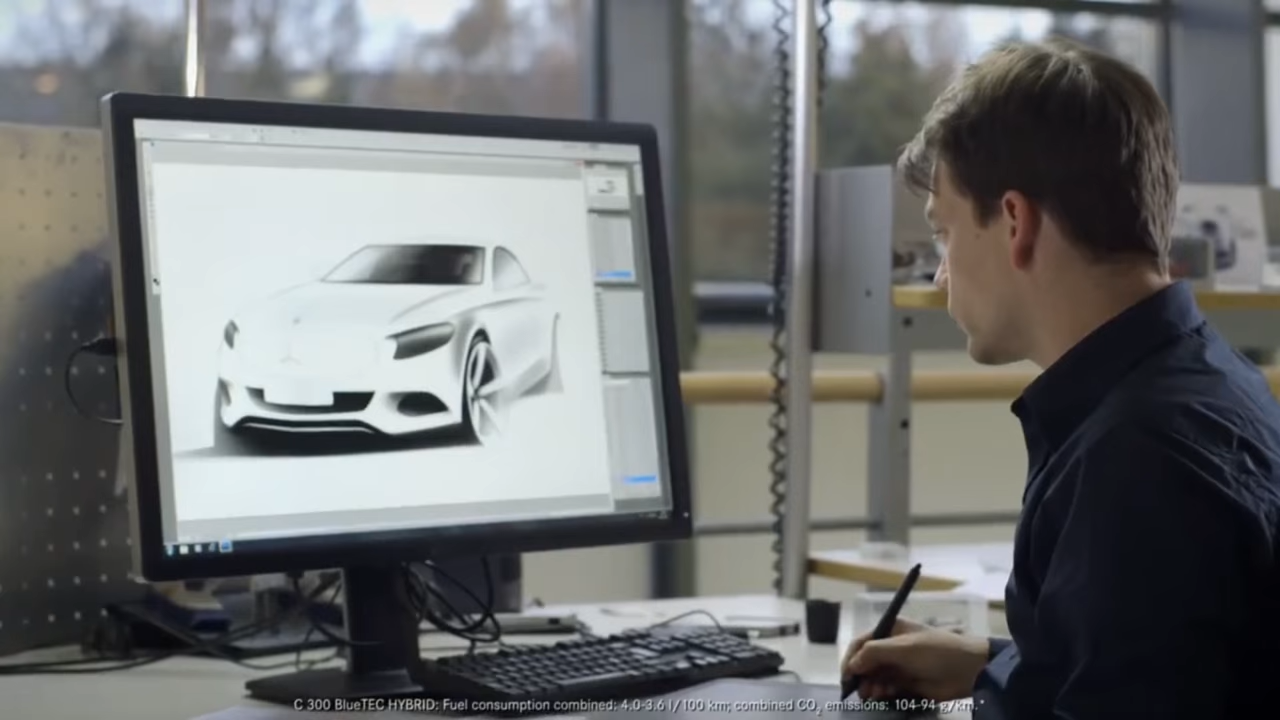 C 300 BlueTEC HYBRID: Fuel consumption combined: 4.0-3.6 l/100 km; combined CO₂ emissions: 104-94 g/km.*